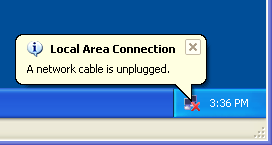 Local Area Connection
A network cable is unplugged.
3:36 PM